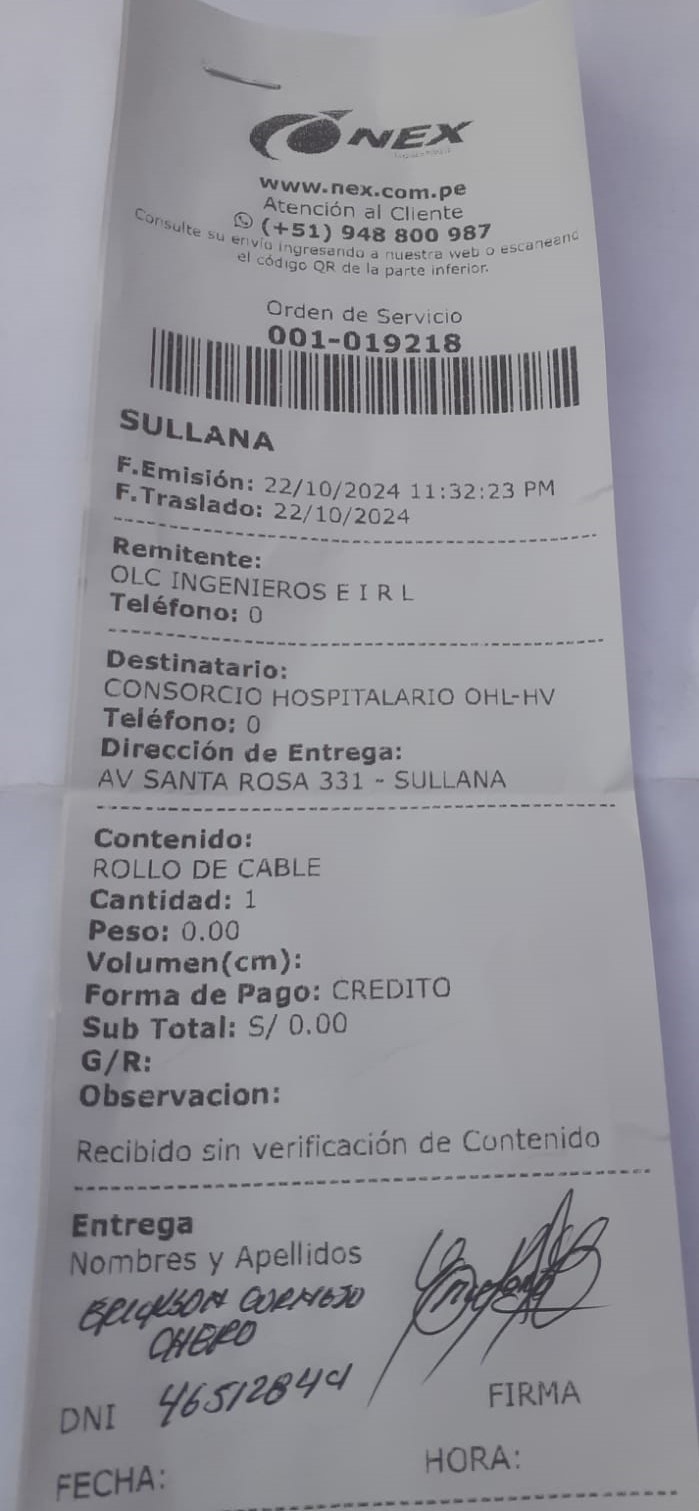 NEX
www.nex.com.pe
Atención al Cliente
(+51) 948 800 987
Consulte su envío ingresando a nuestra web o escaneand
el código QR de la parte inferior.
Orden de Servicio
001-019218
SULLANA
F.Emisión: 22/10/2024 11:32:23 PM
F.Traslado: 22/10/2024
Remitente:
OLC INGENIEROS E I R L
Teléfono: 0
Destinatario:
CONSORCIO HOSPITALARIO OHL-HV
Teléfono: 0
Dirección de Entrega:
AV SANTA ROSA 331 - SULLANA
Contenido:
ROLLO DE CABLE
Cantidad: 1
Peso: 0.00
Volumen(cm):
Forma de Pago: CREDITO
Sub Total: S/ 0.00
G/R:
Observacion:
Recibido sin verificación de Contenido
Entrega
Nombres y Apellidos
ERICKSON CORNEJO
CHERO
DNI 46512844
FIRMA
FECHA:
HORA: